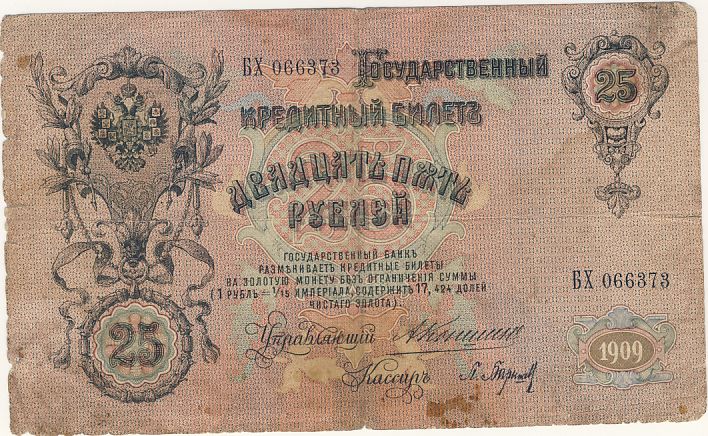 БХ 066373 Государственный
25
Кредитный Билетъ
Двадцать пять
рублей
Государственный банкъ
размѣниваетъ кредитные билеты
на золотую монету безъ ограниченія суммы
(1 рубль = 1/15 имперіала, содержитъ 17,424 долей
чистаго золота).
БХ 066373
Управляющій
25
1909
Кассиръ